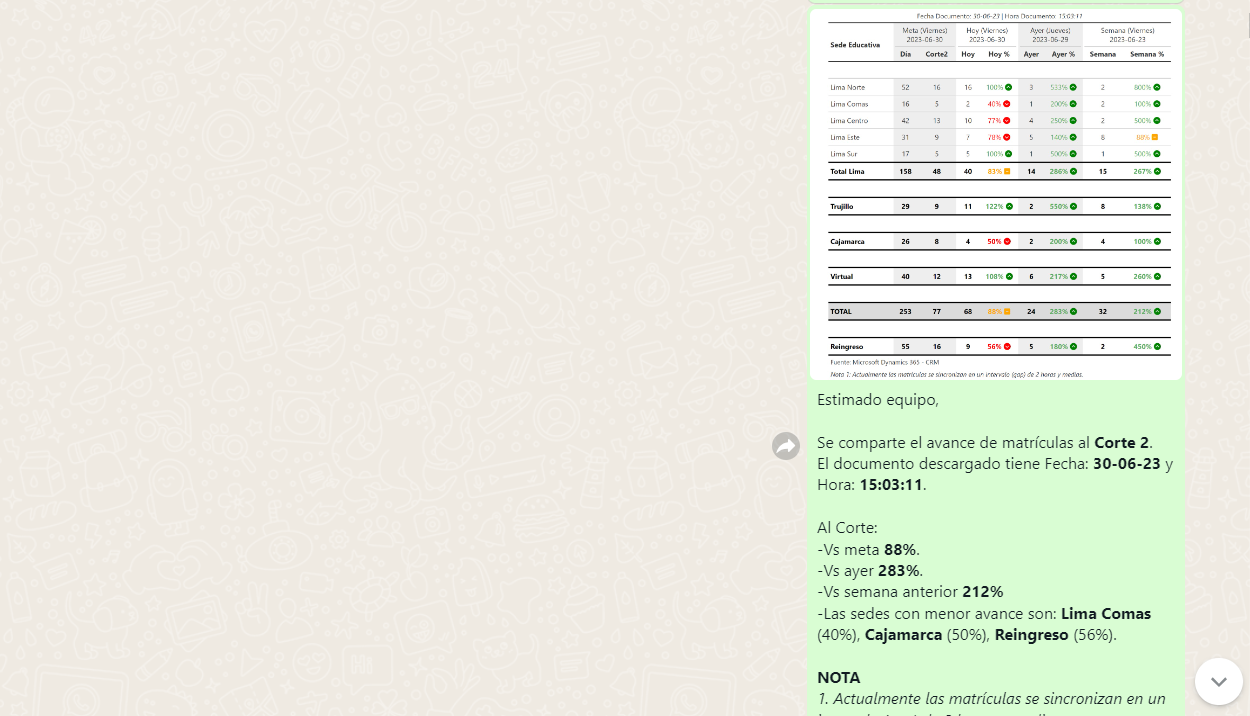 Fecha Documento: 30-06-23 | Hora Documento: 15:03:11
Sede Educativa Meta (Viernes) 2023-06-30 Hoy (Viernes) 2023-06-30 Ayer (Jueves) 2023-06-29 Semana (Viernes) 2023-06-23
Día Corte2 Hoy Hoy % Ayer Ayer % Semana Semana %
Lima Norte 52 16 16 100% 3 533% 2 800%
Lima Comas 16 5 2 40% 1 200% 2 100%
Lima Centro 42 13 10 77% 4 250% 2 500%
Lima Este 31 9 7 78% 5 140% 8 88%
Lima Sur 17 5 5 100% 1 500% 1 500%
Total Lima 158 48 40 83% 14 286% 15 267%
Trujillo 29 9 11 122% 2 550% 8 138%
Cajamarca 26 8 4 50% 2 200% 4 100%
Virtual 40 12 13 108% 6 217% 5 260%
TOTAL 253 77 68 88% 24 283% 32 212%
Reingreso 55 16 9 56% 5 180% 2 450%
Fuente: Microsoft Dynamics 365 - CRM
Nota 1: Actualmente las matrículas se sincronizan en un intervalo (gap) de 2 horas y medias.
Estimado equipo,
Se comparte el avance de matrículas al Corte 2.
El documento descargado tiene Fecha: 30-06-23 y
Hora: 15:03:11.
Al Corte:
-Vs meta 88%.
-Vs ayer 283%.
-Vs semana anterior 212%
-Las sedes con menor avance son: Lima Comas
(40%), Cajamarca (50%), Reingreso (56%).
NOTA
1. Actualmente las matrículas se sincronizan en un